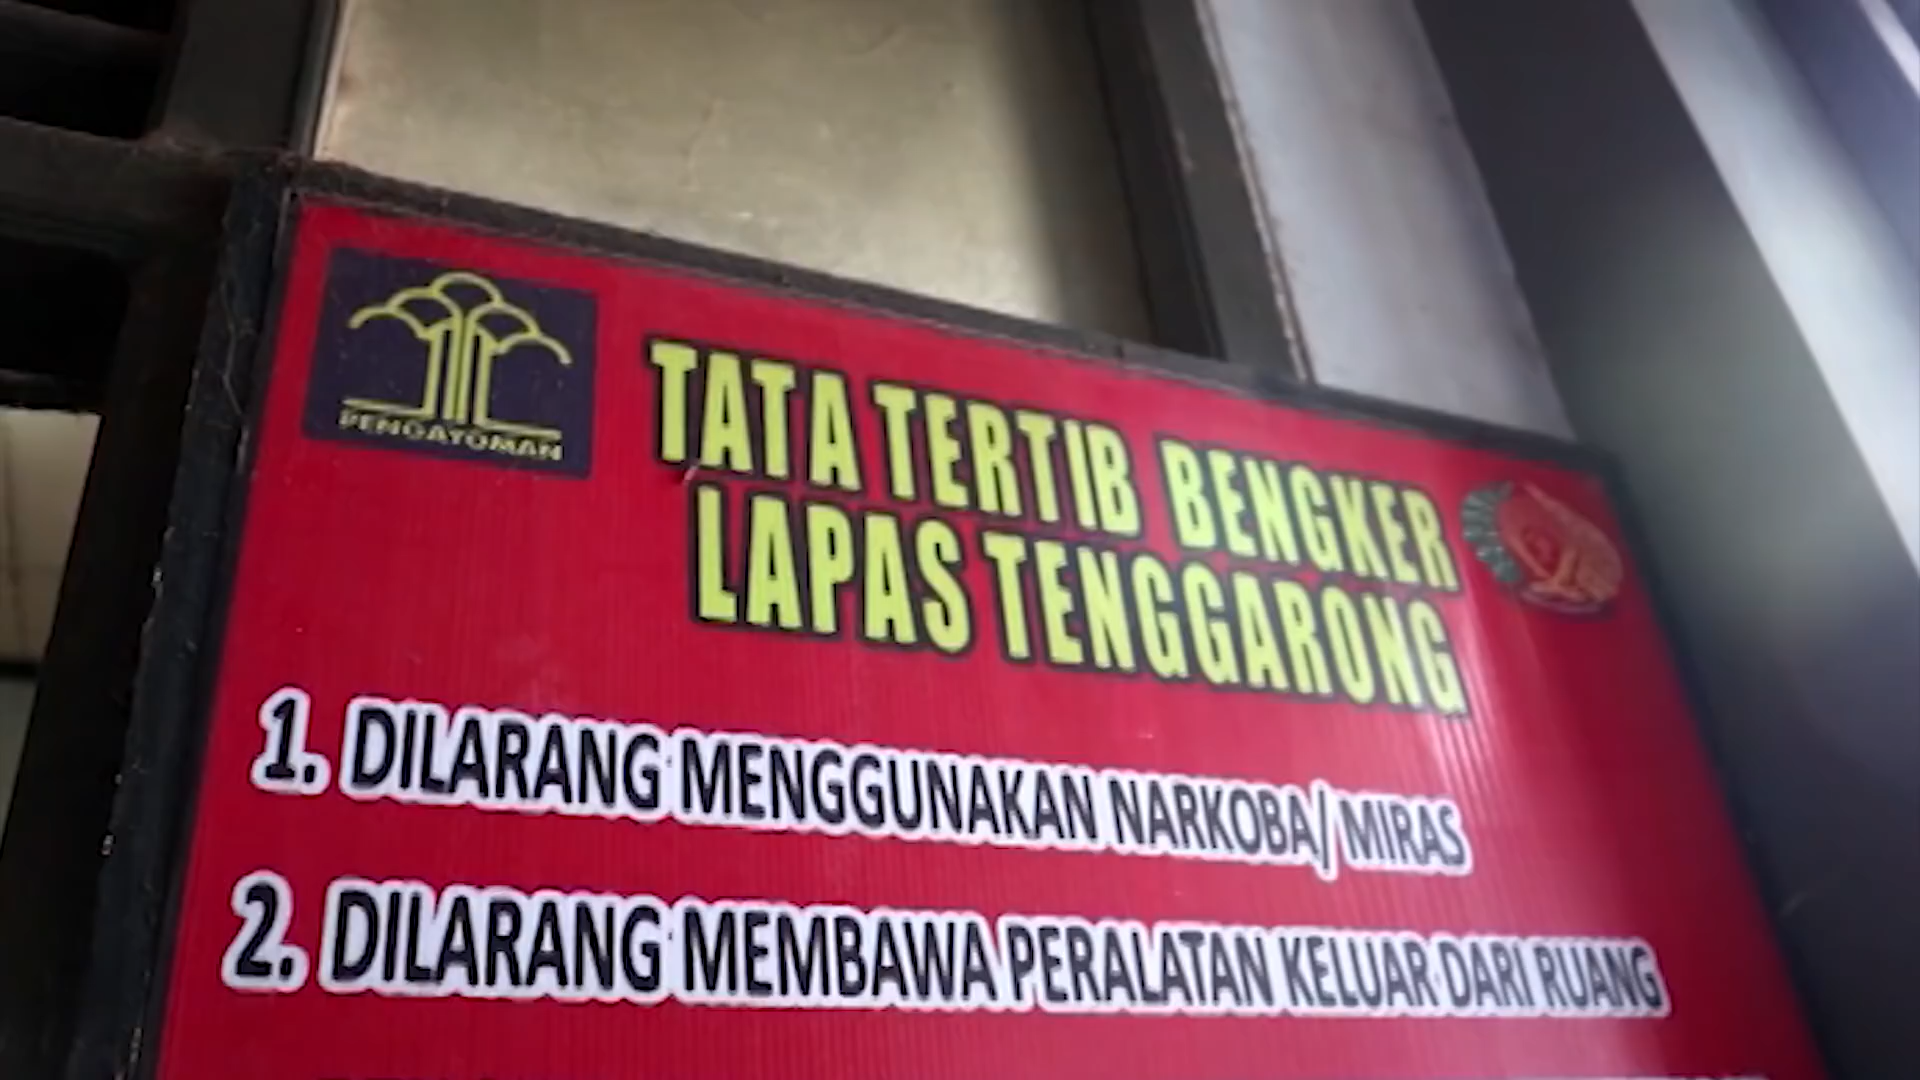 PENGAYOMAN
TATA TERTIB BENGKER
LAPAS TENGGARONG
1. DILARANG MENGGUNAKAN NARKOBA/ MIRAS
2. DILARANG MEMBAWA PERALATAN KELUAR DARI RUANG